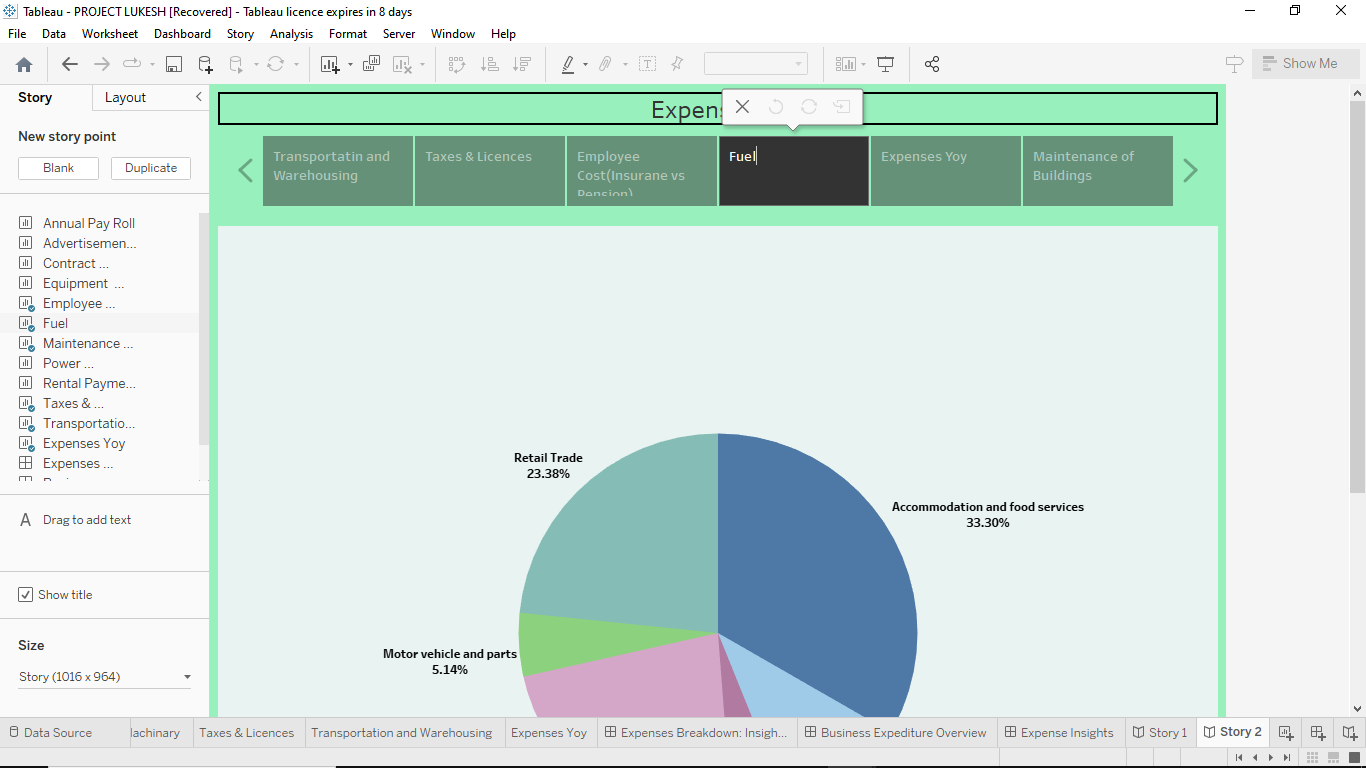 Tableau - PROJECT LUKESH [Recovered] - Tableau licence expires in 8 days
File Data Worksheet Dashboard Story Analysis Format Server Window Help
Show Me
Story Layout
New story point
Blank Duplicate
Annual Pay Roll
Advertisemen...
Contract ...
Equipment ...
Employee ...
Fuel
Maintenance ...
Power ...
Rental Payme...
Taxes & ...
Transportatio...
Expenses Yoy
Expenses ...
A Drag to add text
Show title
Size
Story (1016 x 964)
Transportatin and
Warehousing
Taxes & Licences
Employee
Cost(Insurane vs
Pension)
Fuel
Expenses Yoy
Maintenance of
Buildings
Retail Trade
23.38%
Accommodation and food services
33.30%
Motor vehicle and parts
5.14%
Data Source Taxes & Licences Transportation and Warehousing Expenses Yoy Expenses Breakdown: Insigh... Business Expediture Overview Expense Insights Story 1 Story 2